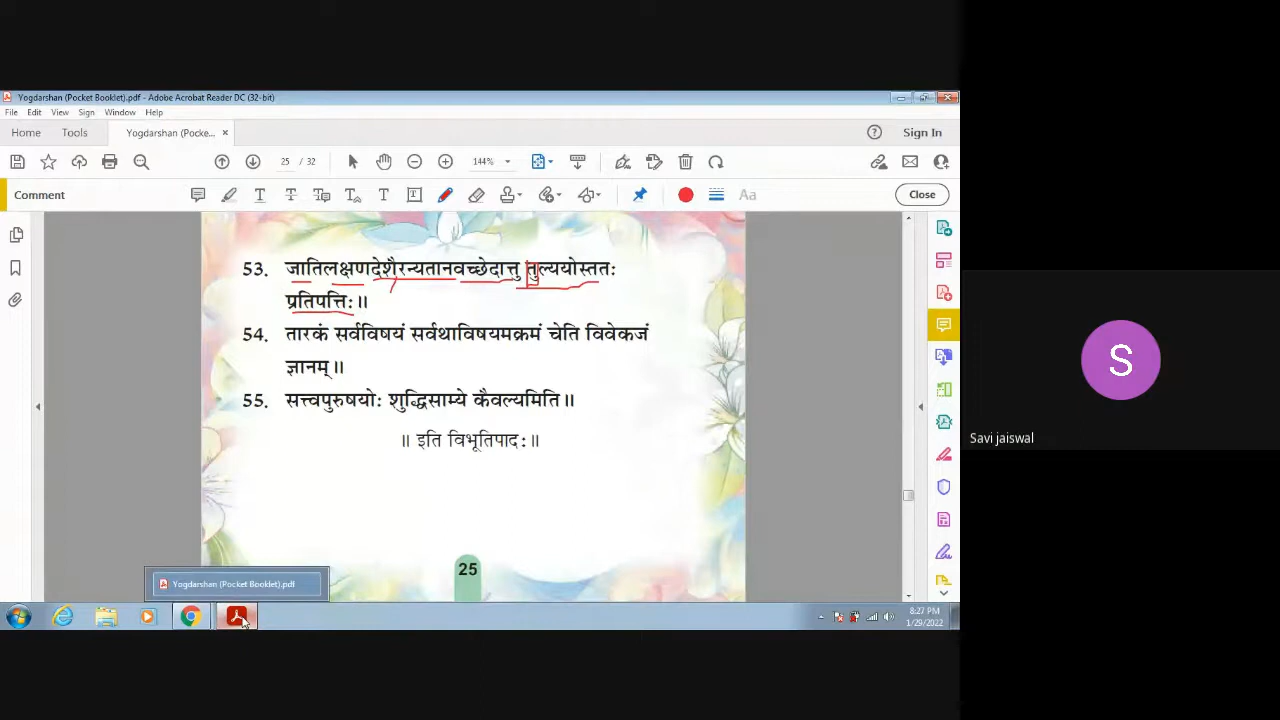 Yogdarshan (Pocket Booklet).pdf - Adobe Acrobat Reader DC (32-bit)
File Edit View Sign Window Help
Home Tools Yogdarshan (Pocke... × Sign In
25 / 32 144%
Comment Aa Close
53. जातिलक्षणदेशैरन्यतानवच्छेदात्तु तुल्ययोस्ततः
प्रतिपत्तिः॥
54. तारकं सर्वविषयं सर्वथाविषयमक्रमं चेति विवेकजं
ज्ञानम्॥
55. सत्त्वपुरुषयोः शुद्धिसाम्ये कैवल्यमिति॥
॥ इति विभूतिपादः॥
25
Yogdarshan (Pocket Booklet).pdf
8:27 PM
1/29/2022
S
Savi jaiswal